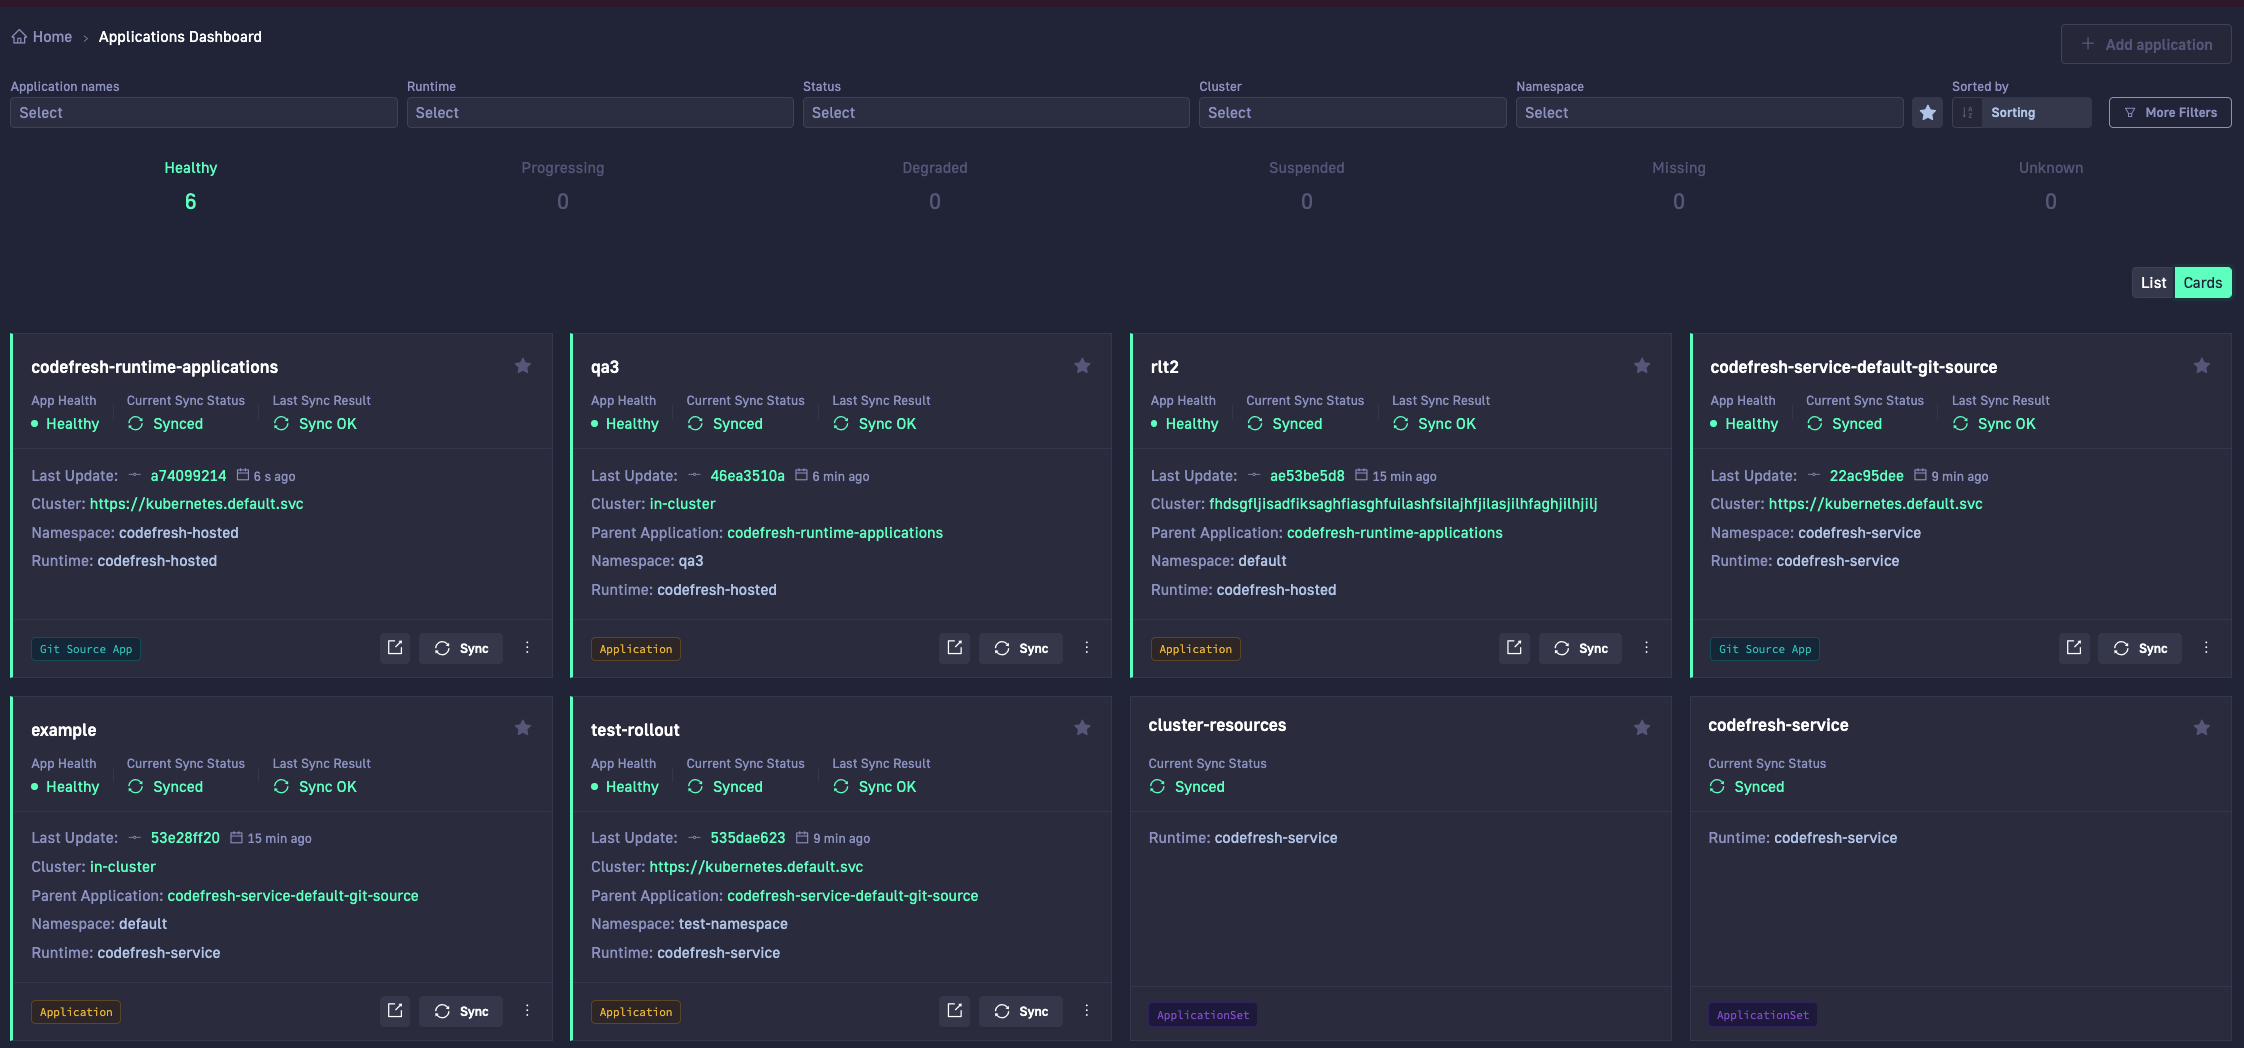 Home > Applications Dashboard
+ Add application
Application names
Select
Runtime
Select
Status
Select
Cluster
Select
Namespace
Select
Sorted by
Sorting
More Filters
Healthy
6
Progressing
0
Degraded
0
Suspended
0
Missing
0
Unknown
0
List
Cards
codefresh-runtime-applications
App Health
Healthy
Current Sync Status
Synced
Last Sync Result
Sync OK
Last Update: a74099214 6 s ago
Cluster: https://kubernetes.default.svc
Namespace: codefresh-hosted
Runtime: codefresh-hosted
Git Source App
Sync
qa3
App Health
Healthy
Current Sync Status
Synced
Last Sync Result
Sync OK
Last Update: 46ea3510a 6 min ago
Cluster: in-cluster
Parent Application: codefresh-runtime-applications
Namespace: qa3
Runtime: codefresh-hosted
Application
Sync
rlt2
App Health
Healthy
Current Sync Status
Synced
Last Sync Result
Sync OK
Last Update: ae53be5d8 15 min ago
Cluster: fhdsgfljisadfiksaghfiasghfuilashfsilajhfjilasjilhfaghjilhjilj
Parent Application: codefresh-runtime-applications
Namespace: default
Runtime: codefresh-hosted
Application
Sync
codefresh-service-default-git-source
App Health
Healthy
Current Sync Status
Synced
Last Sync Result
Sync OK
Last Update: 22ac95dee 9 min ago
Cluster: https://kubernetes.default.svc
Namespace: codefresh-service
Runtime: codefresh-service
Git Source App
Sync
example
App Health
Healthy
Current Sync Status
Synced
Last Sync Result
Sync OK
Last Update: 53e28ff20 15 min ago
Cluster: in-cluster
Parent Application: codefresh-service-default-git-source
Namespace: default
Runtime: codefresh-service
Application
Sync
test-rollout
App Health
Healthy
Current Sync Status
Synced
Last Sync Result
Sync OK
Last Update: 535dae623 9 min ago
Cluster: https://kubernetes.default.svc
Parent Application: codefresh-service-default-git-source
Namespace: test-namespace
Runtime: codefresh-service
Application
Sync
cluster-resources
Current Sync Status
Synced
Runtime: codefresh-service
ApplicationSet
codefresh-service
Current Sync Status
Synced
Runtime: codefresh-service
ApplicationSet